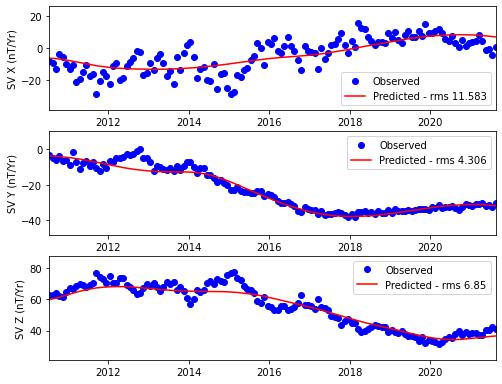 SV X (nT/Yr)
20
0
−20
Observed
Predicted - rms 11.583
2012 2014 2016 2018 2020
SV Y (nT/Yr)
0
−20
−40
Observed
Predicted - rms 4.306
2012 2014 2016 2018 2020
SV Z (nT/Yr)
80
60
40
Observed
Predicted - rms 6.85
2012 2014 2016 2018 2020